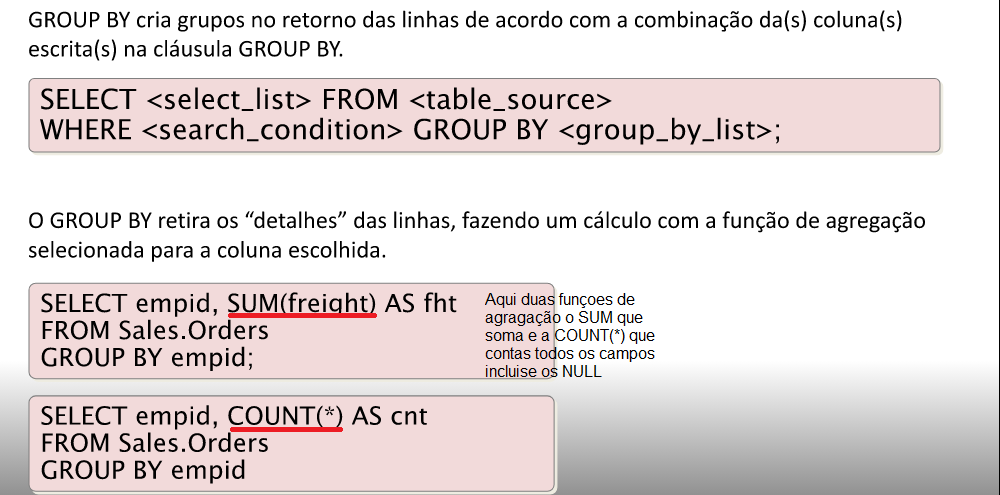 GROUP BY cria grupos no retorno das linhas de acordo com a combinação da(s) coluna(s)
escrita(s) na cláusula GROUP BY.
SELECT <select_list> FROM <table_source>
WHERE <search_condition> GROUP BY <group_by_list>;
O GROUP BY retira os “detalhes” das linhas, fazendo um cálculo com a função de agregação
selecionada para a coluna escolhida.
SELECT empid, SUM(freight) AS fht
FROM Sales.Orders
GROUP BY empid;
Aqui duas funçoes de
agragação o SUM que
soma e a COUNT(*) que
contas todos os campos
incluise os NULL
SELECT empid, COUNT(*) AS cnt
FROM Sales.Orders
GROUP BY empid